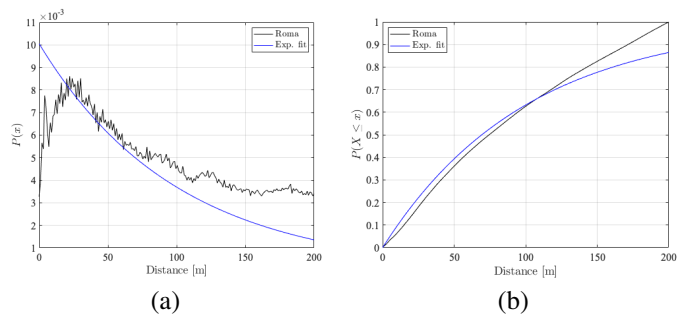 ×10⁻³
11
10
9
8
7
6
5
4
3
2
1
P(x)
0 50 100 150 200
Distance [m]
Roma
Exp. fit
(a)
1
0.9
0.8
0.7
0.6
0.5
0.4
0.3
0.2
0.1
0
P(X ≤ x)
0 50 100 150 200
Distance [m]
Roma
Exp. fit
(b)